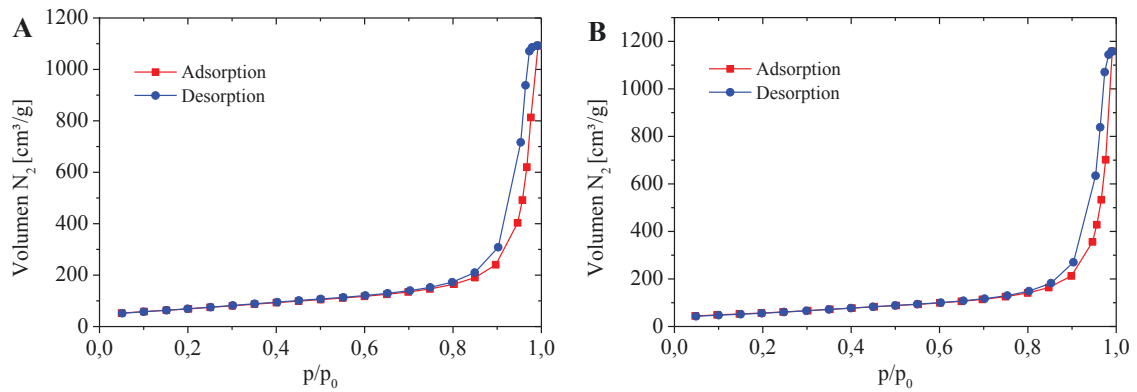 A
1200
1000
800
600
400
200
0
Volumen N₂ [cm³/g]
Adsorption
Desorption
0,0 0,2 0,4 0,6 0,8 1,0
p/p₀
B
1200
1000
800
600
400
200
0
Volumen N₂ [cm³/g]
Adsorption
Desorption
0,0 0,2 0,4 0,6 0,8 1,0
p/p₀